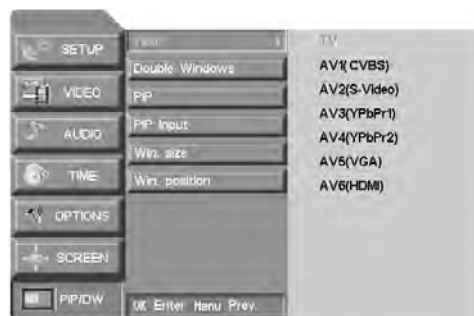 SETUP
VIDEO
AUDIO
TIME
OPTIONS
SCREEN
PIP/DW
Double Windows
PIP
PIP Input
Win. size
Win. position
OK Enter Menu Prev.
TV
AV1(CVBS)
AV2(S-Video)
AV3(YPbPr1)
AV4(YPbPr2)
AV5(VGA)
AV6(HDMI)